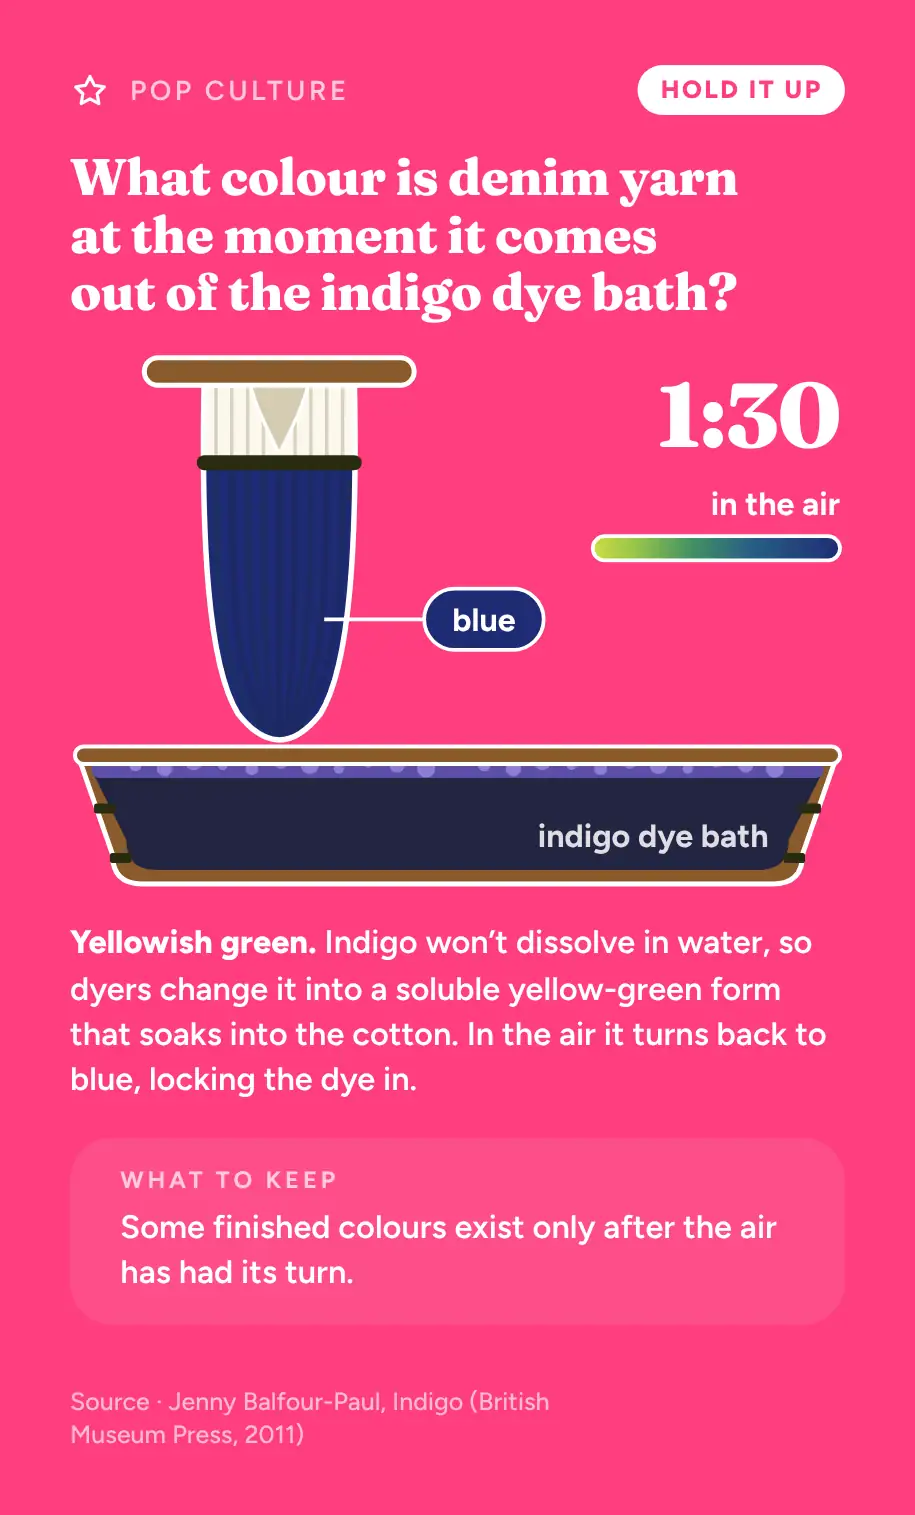 POP CULTURE
HOLD IT UP
What colour is denim yarn
at the moment it comes
out of the indigo dye bath?
1:30
in the air
blue
indigo dye bath
Yellowish green. Indigo won’t dissolve in water, so
dyers change it into a soluble yellow-green form
that soaks into the cotton. In the air it turns back to
blue, locking the dye in.
WHAT TO KEEP
Some finished colours exist only after the air
has had its turn.
Source · Jenny Balfour-Paul, Indigo (British
Museum Press, 2011)